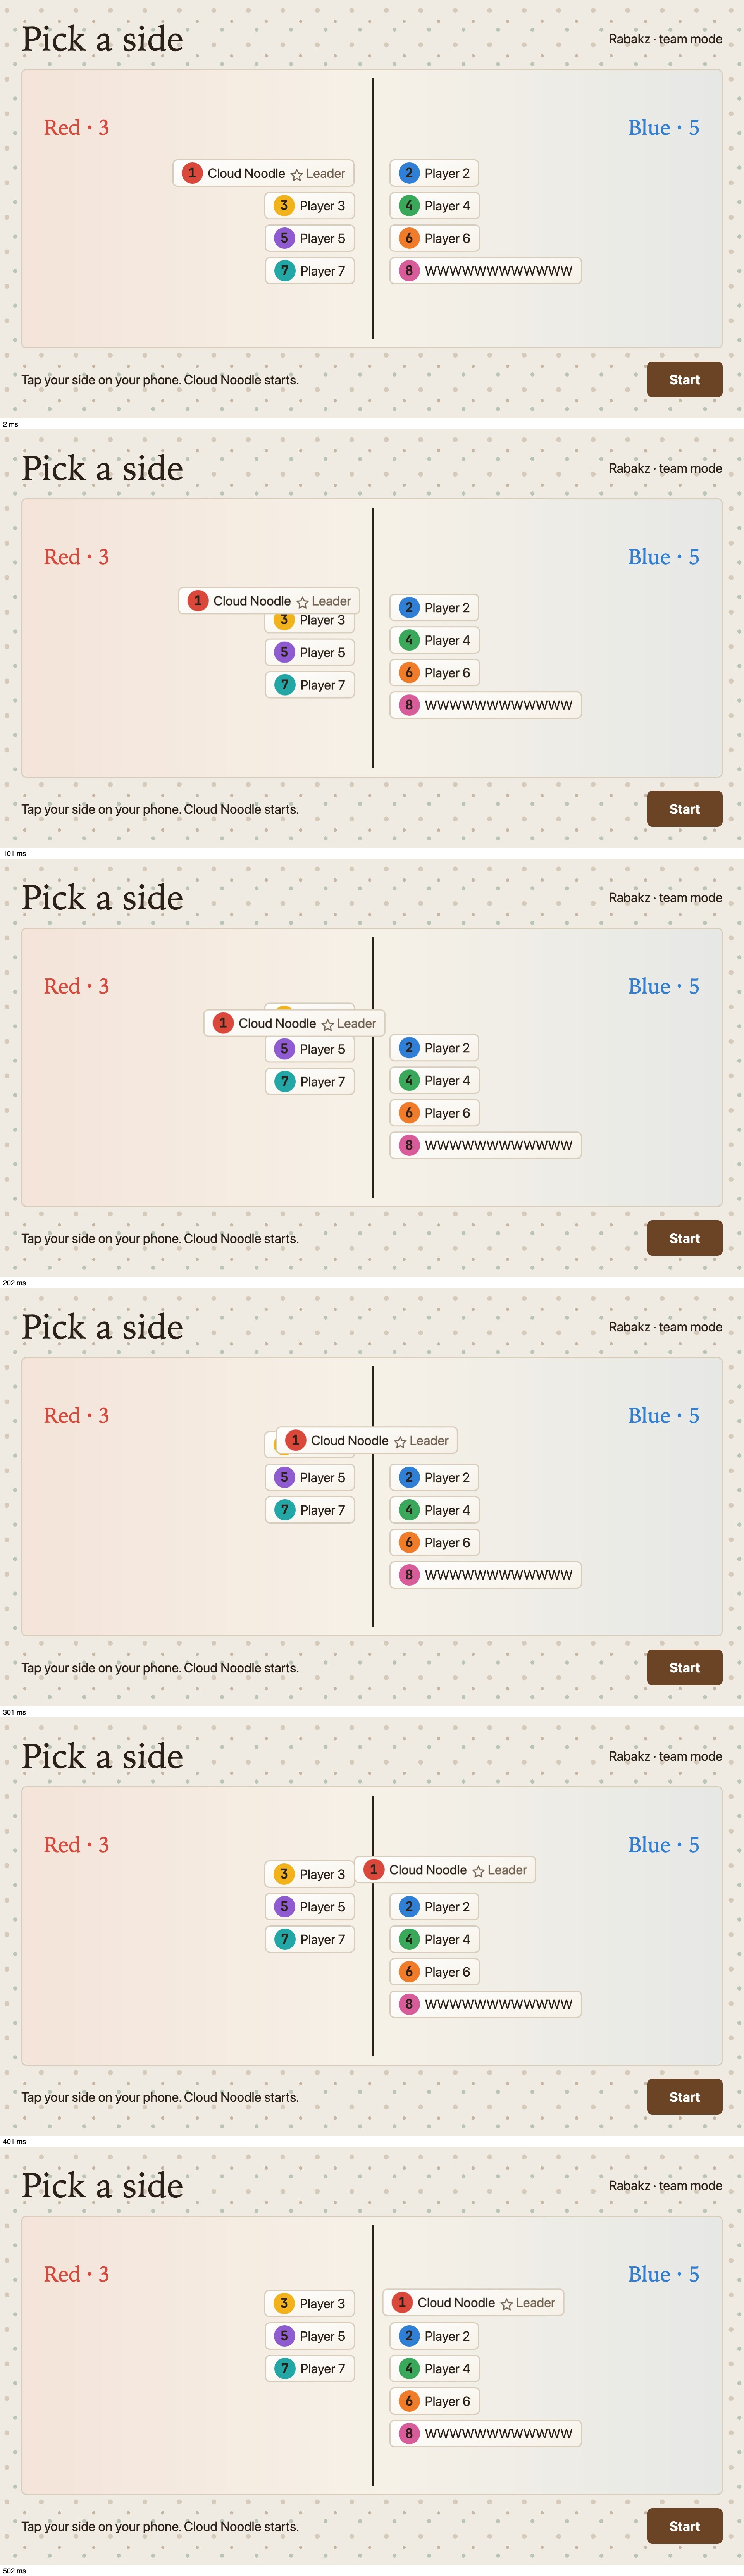 Pick a side
Rabakz · team mode
Red · 3
Blue · 5
1 Cloud Noodle ☆ Leader
2 Player 2
3 Player 3
4 Player 4
5 Player 5
6 Player 6
7 Player 7
8 WWWWWWWWWWWW
Tap your side on your phone. Cloud Noodle starts.
Start
2 ms
Pick a side
Rabakz · team mode
Red · 3
Blue · 5
1 Cloud Noodle ☆ Leader
2 Player 2
3 Player 3
4 Player 4
5 Player 5
6 Player 6
7 Player 7
8 WWWWWWWWWWWW
Tap your side on your phone. Cloud Noodle starts.
Start
101 ms
Pick a side
Rabakz · team mode
Red · 3
Blue · 5
1 Cloud Noodle ☆ Leader
5 Player 5
2 Player 2
7 Player 7
4 Player 4
6 Player 6
8 WWWWWWWWWWWW
Tap your side on your phone. Cloud Noodle starts.
Start
202 ms
Pick a side
Rabakz · team mode
Red · 3
Blue · 5
1 Cloud Noodle ☆ Leader
5 Player 5
2 Player 2
7 Player 7
4 Player 4
6 Player 6
8 WWWWWWWWWWWW
Tap your side on your phone. Cloud Noodle starts.
Start
301 ms
Pick a side
Rabakz · team mode
Red · 3
Blue · 5
3 Player 3
1 Cloud Noodle ☆ Leader
5 Player 5
2 Player 2
7 Player 7
4 Player 4
6 Player 6
8 WWWWWWWWWWWW
Tap your side on your phone. Cloud Noodle starts.
Start
401 ms
Pick a side
Rabakz · team mode
Red · 3
Blue · 5
3 Player 3
1 Cloud Noodle ☆ Leader
5 Player 5
2 Player 2
7 Player 7
4 Player 4
6 Player 6
8 WWWWWWWWWWWW
Tap your side on your phone. Cloud Noodle starts.
Start
502 ms